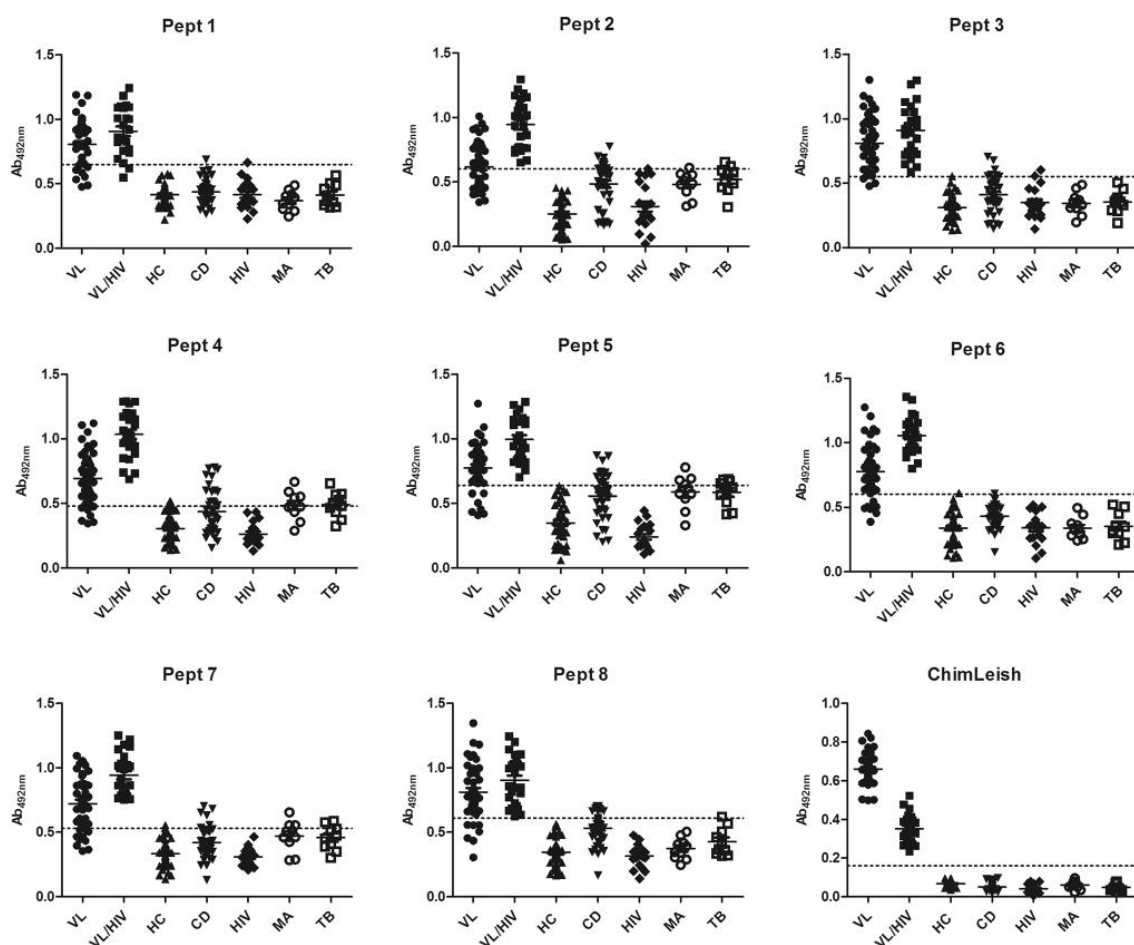 Pept 1
Ab492nm
1.5
1.0
0.5
0.0
VL
VL/HIV
HC
CD
HIV
MA
TB
Pept 2
Ab492nm
1.5
1.0
0.5
0.0
VL
VL/HIV
HC
CD
HIV
MA
TB
Pept 3
Ab492nm
1.5
1.0
0.5
0.0
VL
VL/HIV
HC
CD
HIV
MA
TB
Pept 4
Ab492nm
1.5
1.0
0.5
0.0
VL
VL/HIV
HC
CD
HIV
MA
TB
Pept 5
Ab492nm
1.5
1.0
0.5
0.0
VL
VL/HIV
HC
CD
HIV
MA
TB
Pept 6
Ab492nm
1.5
1.0
0.5
0.0
VL
VL/HIV
HC
CD
HIV
MA
TB
Pept 7
Ab492nm
1.5
1.0
0.5
0.0
VL
VL/HIV
HC
CD
HIV
MA
TB
Pept 8
Ab492nm
1.5
1.0
0.5
0.0
VL
VL/HIV
HC
CD
HIV
MA
TB
ChimLeish
Ab492nm
1.0
0.8
0.6
0.4
0.2
0.0
VL
VL/HIV
HC
CD
HIV
MA
TB